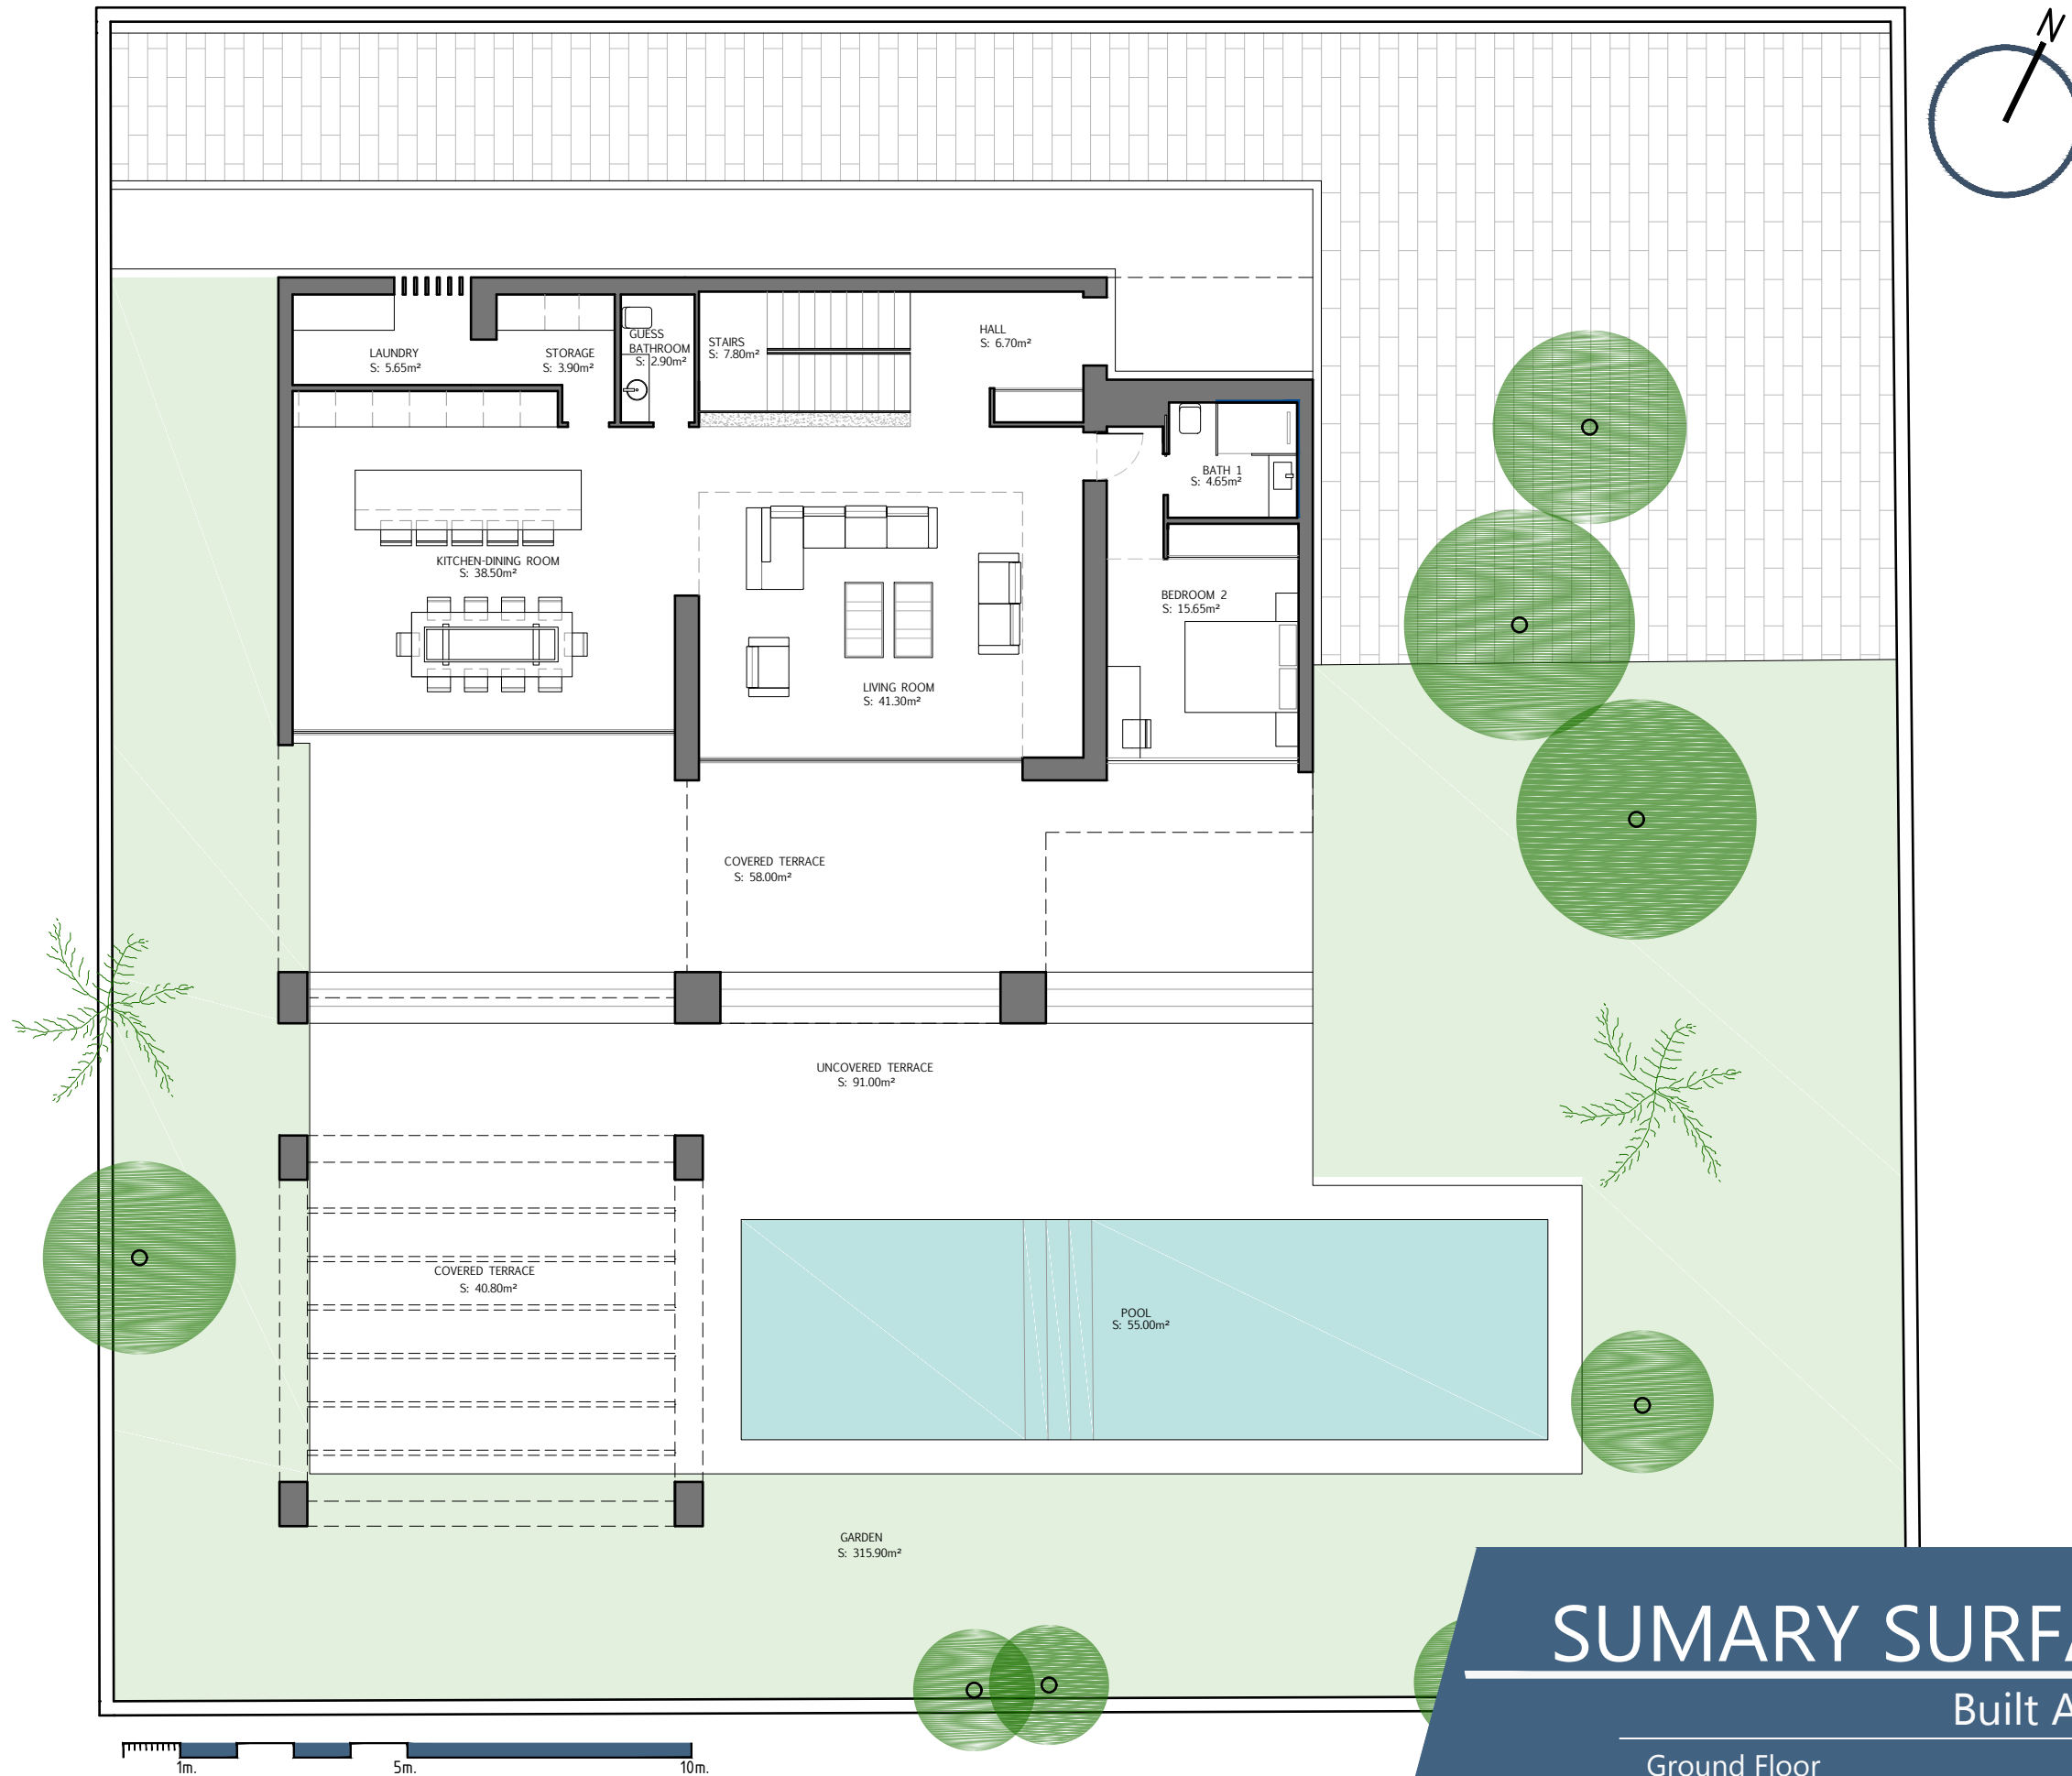 N
HALL
S: 6.70m²
GUESS
BATHROOM
S: 2.90m²
STAIRS
S: 7.80m²
LAUNDRY
S: 5.65m²
STORAGE
S: 3.90m²
BATH 1
S: 4.65m²
KITCHEN-DINING ROOM
S: 38.50m²
BEDROOM 2
S: 15.65m²
LIVING ROOM
S: 41.30m²
COVERED TERRACE
S: 58.00m²
UNCOVERED TERRACE
S: 91.00m²
COVERED TERRACE
S: 40.80m²
POOL
S: 55.00m²
GARDEN
S: 315.90m²
SUMARY SURFA
Built A
Ground Floor
1m. 5m. 10m.